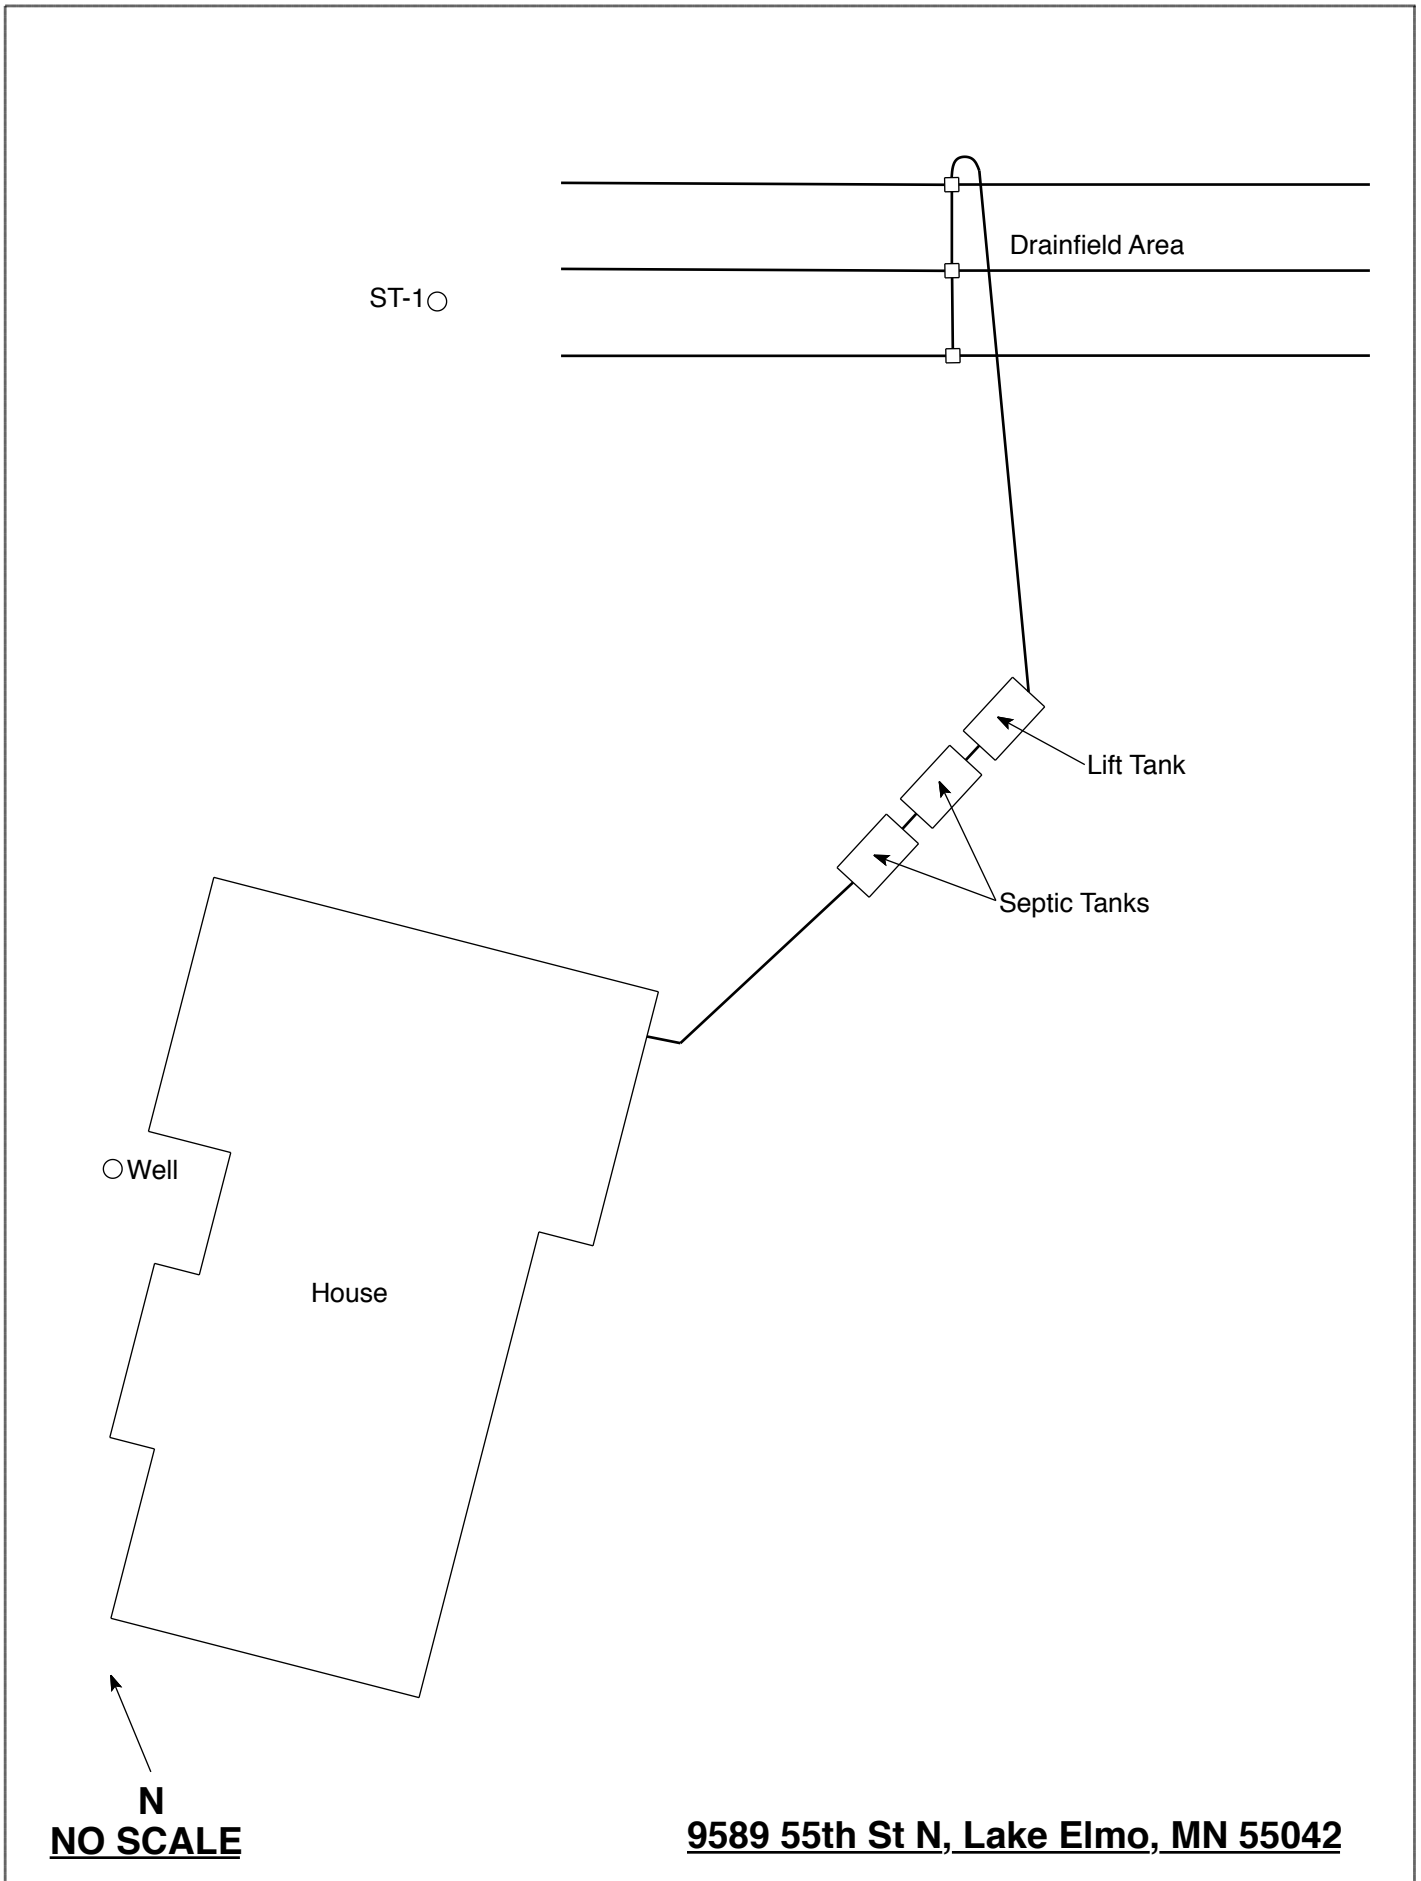 Drainfield Area
ST-1
Lift Tank
Septic Tanks
Well
House
N
NO SCALE
9589 55th St N, Lake Elmo, MN 55042